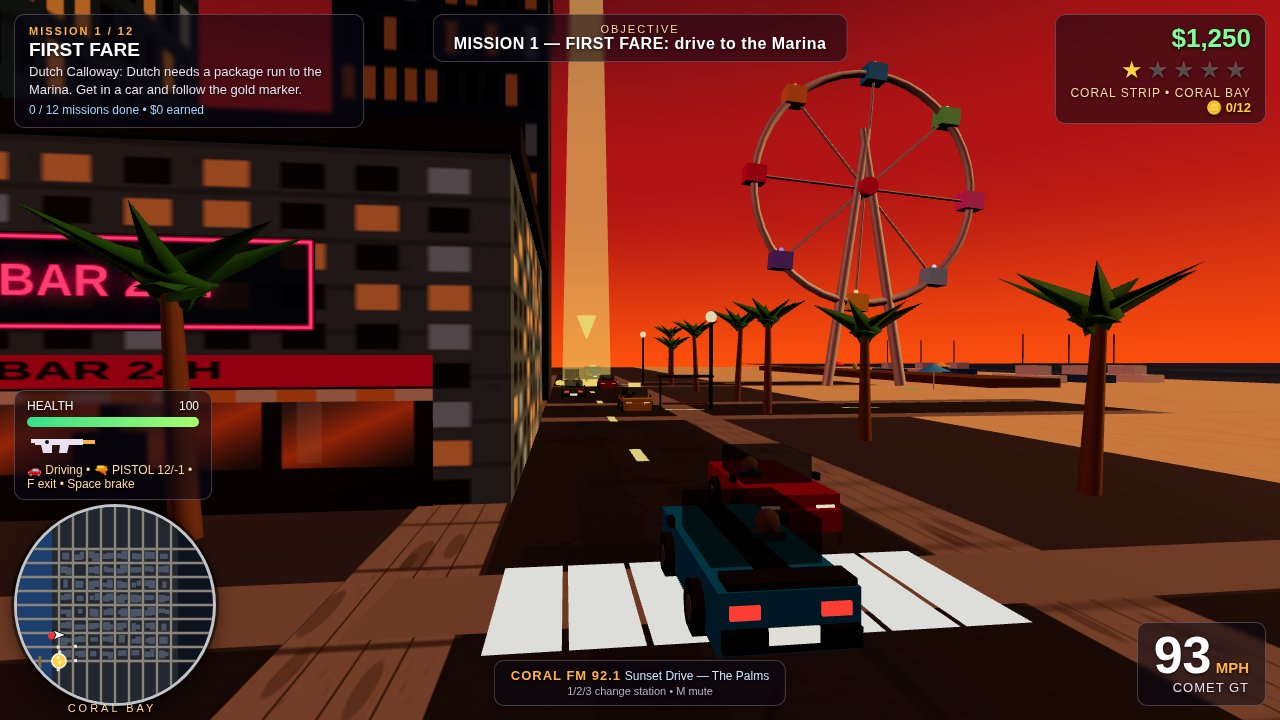 MISSION 1 / 12
FIRST FARE
Dutch Calloway: Dutch needs a package run to the
Marina. Get in a car and follow the gold marker.
0 / 12 missions done • $0 earned
OBJECTIVE
MISSION 1 — FIRST FARE: drive to the Marina
$1,250
CORAL STRIP • CORAL BAY
0/12
BAR 24H
BAR 24H
HEALTH 100
Driving • PISTOL 12/-1 •
F exit • Space brake
CORAL BAY
CORAL FM 92.1 Sunset Drive — The Palms
1/2/3 change station • M mute
93 MPH
COMET GT